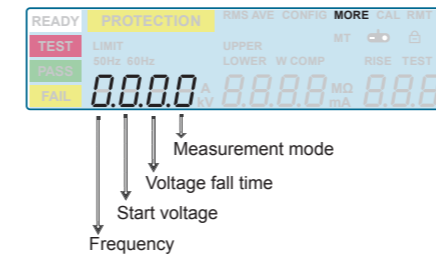 READY PROTECTION RMS AVE CONFIG MORE CAL RMT
TEST LIMIT UPPER MT
50Hz 60Hz LOWER W COMP RISE TEST
PASS
FAIL 0.0.0.0 A kV 8.8.8.8 MΩ mA 8.8.8
Measurement mode
Voltage fall time
Start voltage
Frequency